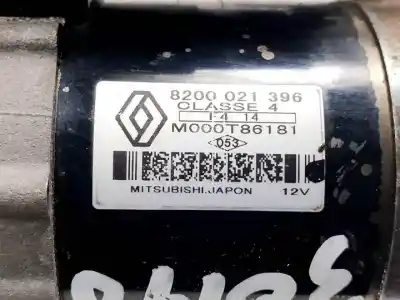 8200 021 396
CLASSE 4
F4 14
M000T86181
053
MITSUBISHI.JAPON 12V